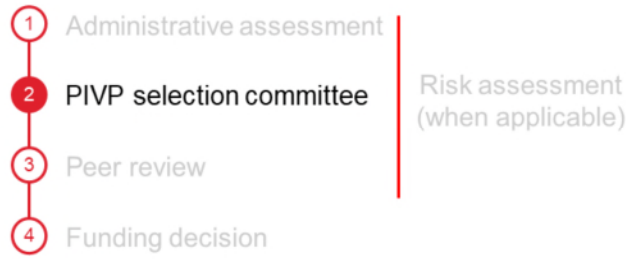 1 Administrative assessment
2 PIVP selection committee
Risk assessment
(when applicable)
3 Peer review
4 Funding decision